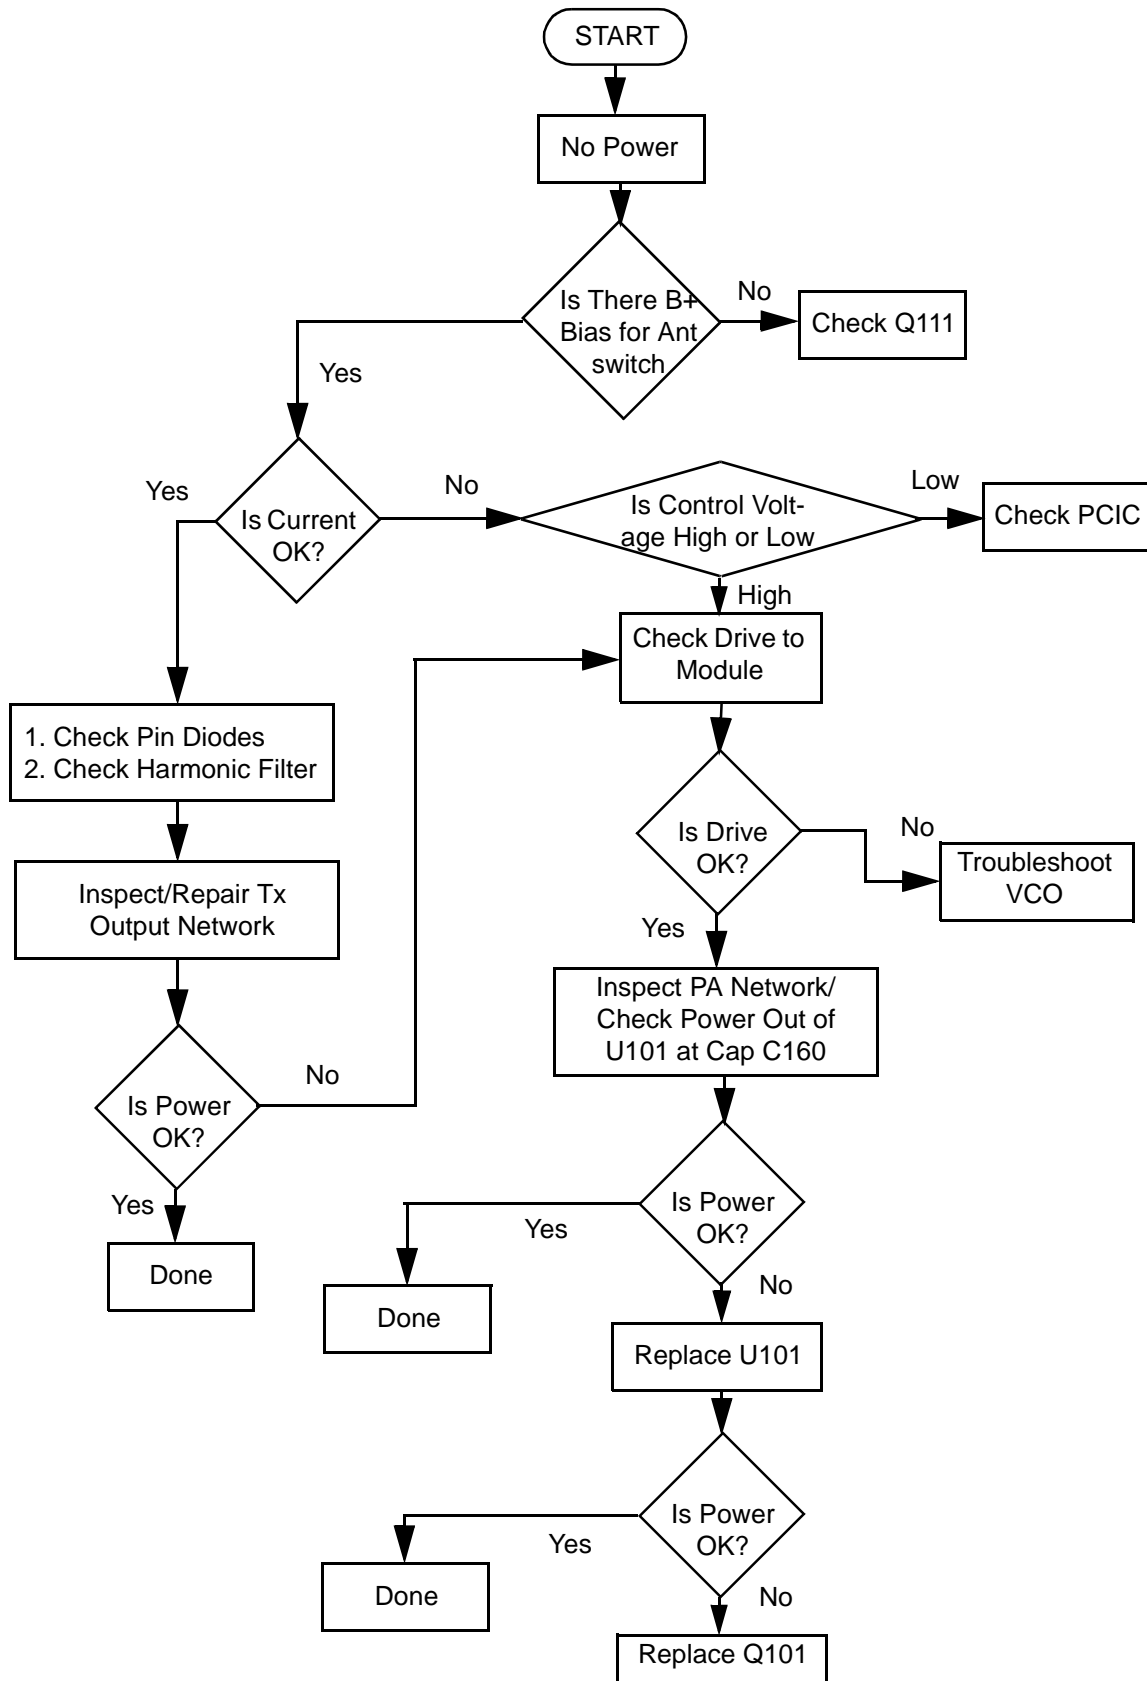 START
No Power
Is There B+
Bias for Ant
switch
No
Check Q111
Yes
Is Current
OK?
Yes
No
Is Control Volt-
age High or Low
Low
Check PCIC
High
Check Drive to
Module
1. Check Pin Diodes
2. Check Harmonic Filter
Is Drive
OK?
No
Troubleshoot
VCO
Inspect/Repair Tx
Output Network
Yes
Inspect PA Network/
Check Power Out of
U101 at Cap C160
Is Power
OK?
No
Yes
Done
Is Power
OK?
Yes
Done
No
Replace U101
Is Power
OK?
Yes
Done
No
Replace Q101